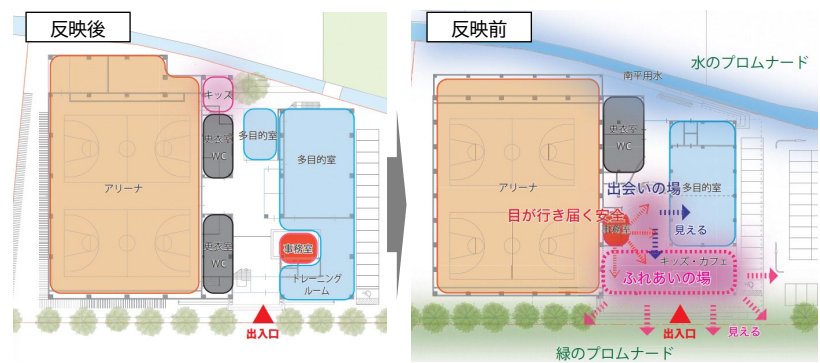 反映後
キッズ
更衣室
WC
多目的室
多目的室
アリーナ
更衣室
WC
事務室
トレーニング
ルーム
出入口
反映前
水のプロムナード
南平用水
更衣室
WC
出会いの場
多目的室
アリーナ
目が行き届く安全
事務室
見える
キッズ・カフェ
ふれあいの場
出入口
見える
緑のプロムナード